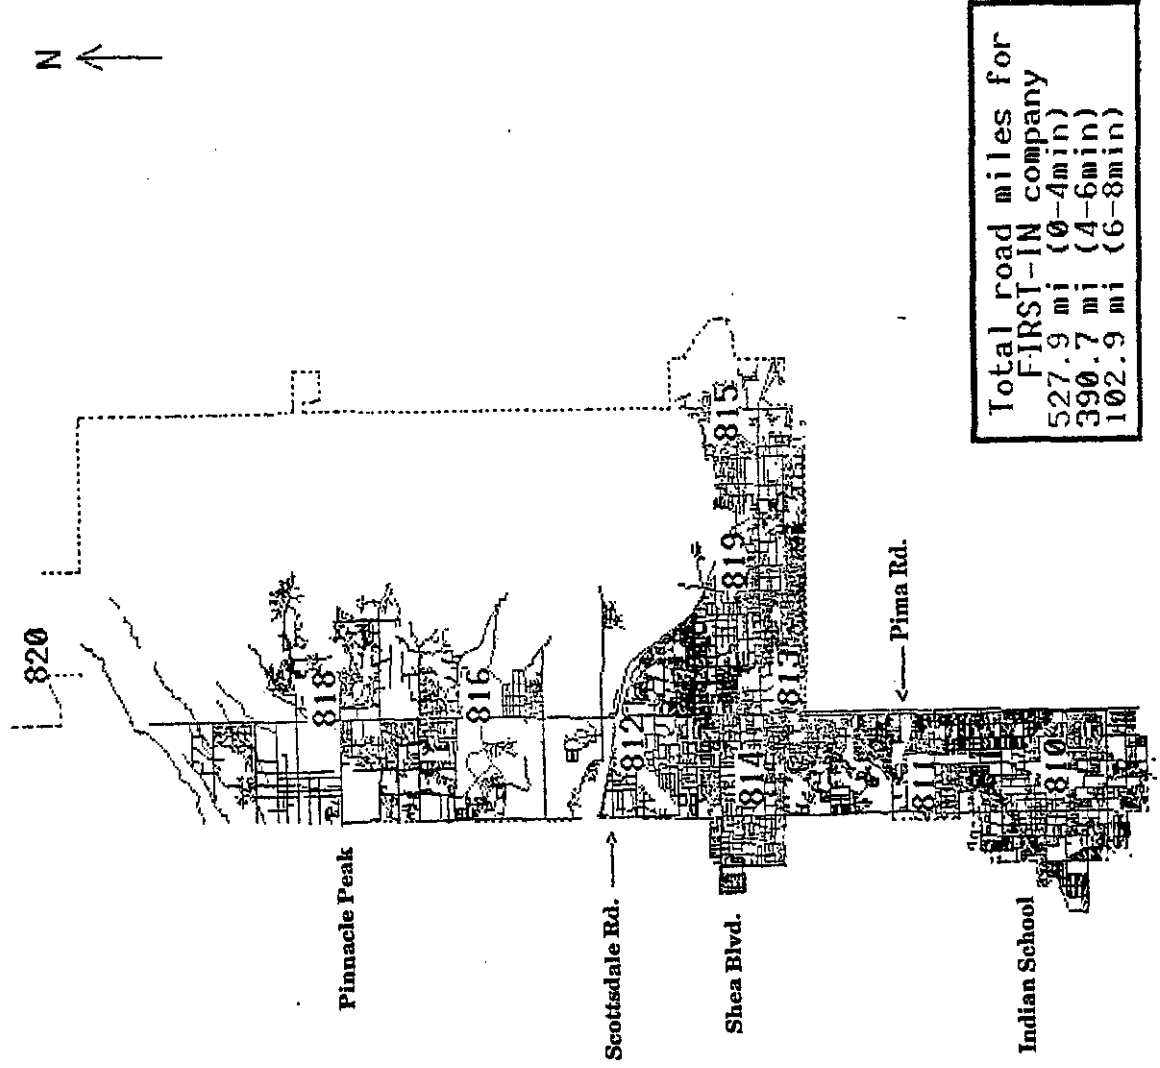 N
820
818
816
815
819
813
812
814
811
810
Pinnacle Peak
Scottsdale Rd.
Shea Blvd.
Pima Rd.
Indian School
Total road miles for
FIRST-IN company
527.9 mi (0-4min)
390.7 mi (4-6min)
102.9 mi (6-8min)